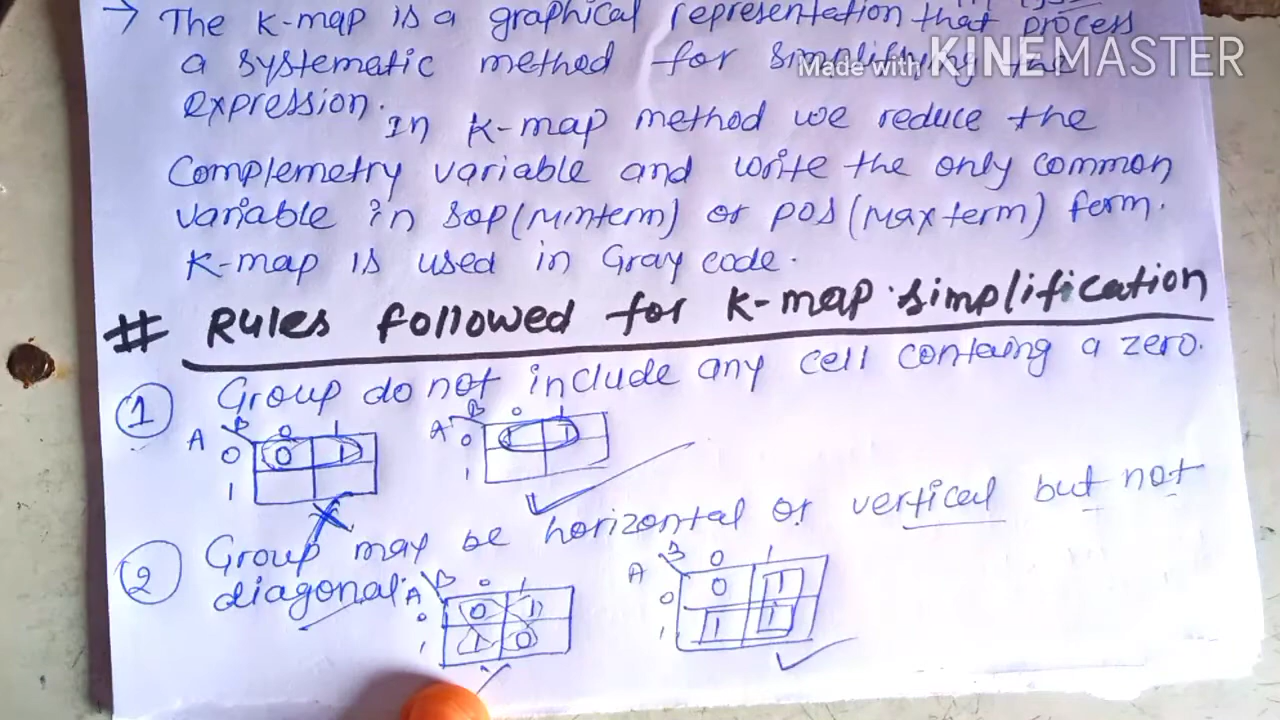 → The K-map is a graphical representation that process
a systematic method for simplifying the
Made with KINEMASTER
expression.
In K-map method we reduce the
Complemetry variable and write the only common
variable in SOP (Minterm) or POS (Maxterm) form.
K-map is used in Gray code.
# Rules followed for K-map simplification
1 Group do not include any cell containg a zero.
A B 0 1
0 0 1
1
A B 0 1
0 1 1
1
2 Group may be horizontal or vertical but not
diagonal.
A B 0 1
0 0 1
1 1 0
A B 0 1
0 0 1
1 1 1